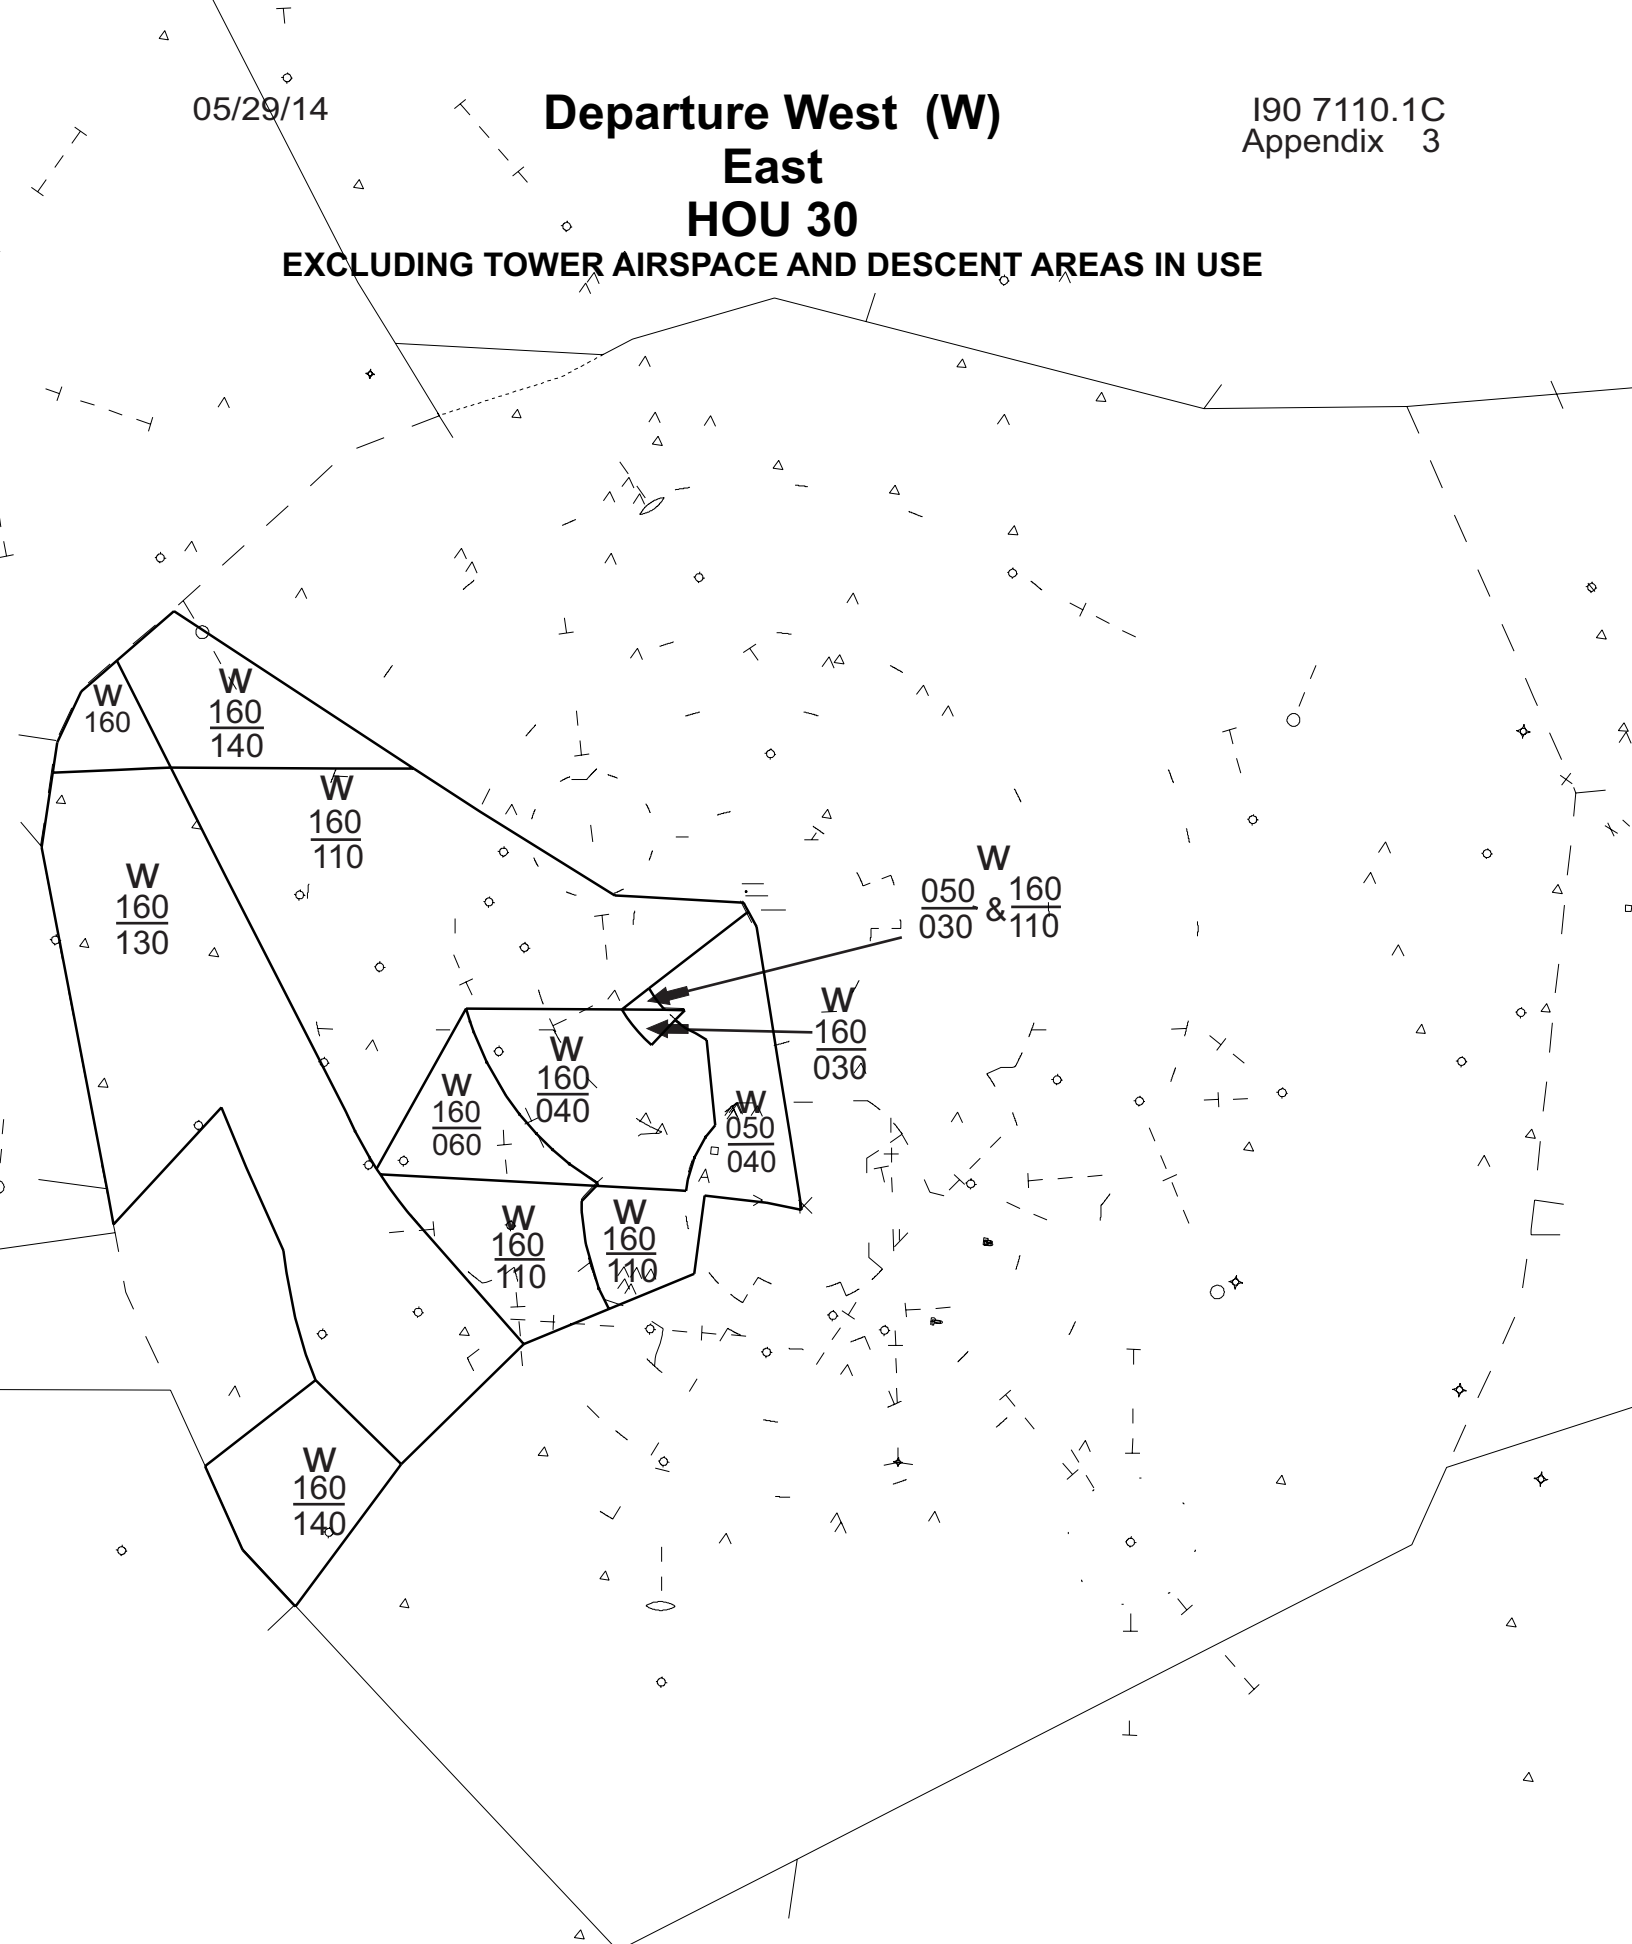 05/29/14
Departure West (W)
East
HOU 30
EXCLUDING TOWER AIRSPACE AND DESCENT AREAS IN USE
I90 7110.1C
Appendix 3
W
160
W
160
140
W
160
110
W
160
130
W
050
030
&
160
110
W
160
030
W
160
040
W
160
060
W
050
040
W
160
110
W
160
110
W
160
140